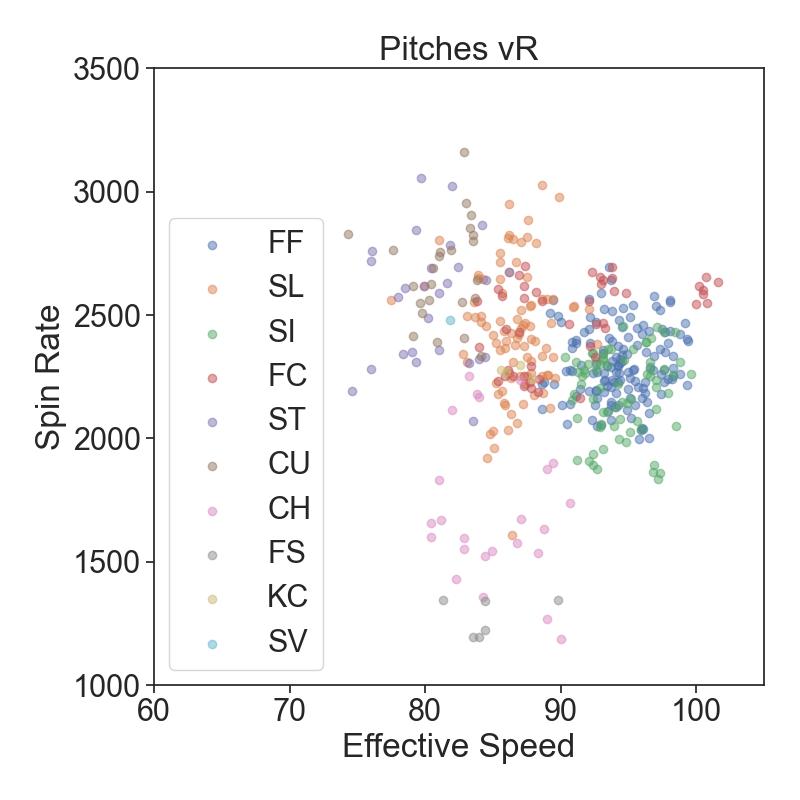 Pitches vR
3500
3000
2500
2000
1500
1000
Spin Rate
FF
SL
SI
FC
ST
CU
CH
FS
KC
SV
60 70 80 90 100
Effective Speed